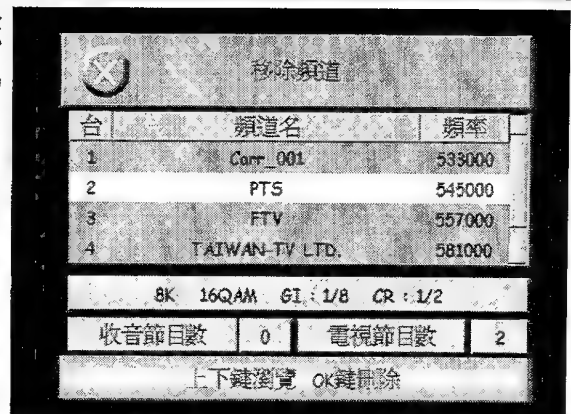 移除頻道
台 頻道名 頻率
1 Carr_001 533000
2 PTS 545000
3 FTV 557000
4 TAIWAN TV LTD. 581000
8K 16QAM GI : 1/8 CR : 1/2
收音節目數 0 電視節目數 2
上下鍵瀏覽 OK鍵刪除